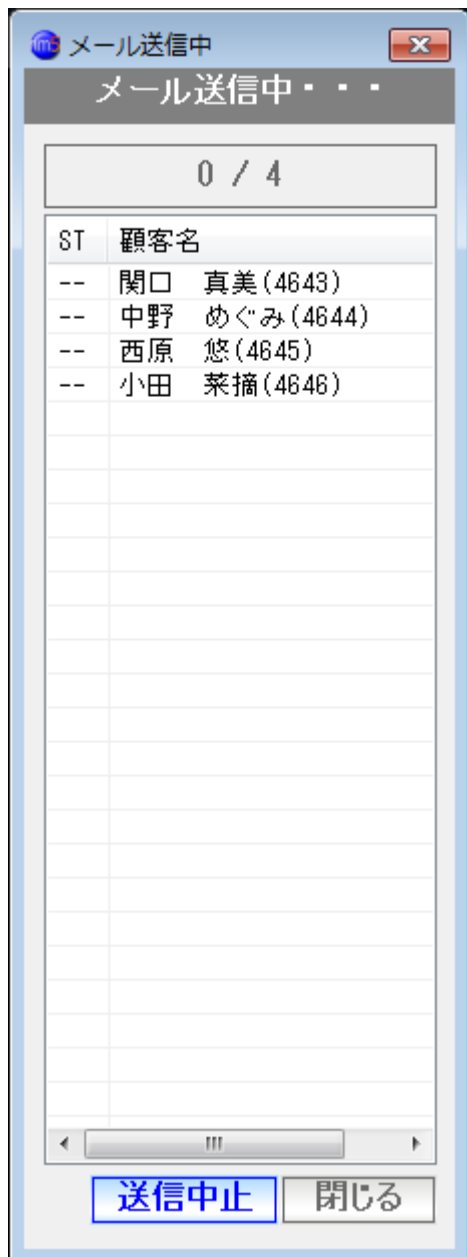 メール送信中
メール送信中・・・
0 / 4
ST 顧客名
-- 関口　真美(4643)
-- 中野　めぐみ(4644)
-- 西原　悠(4645)
-- 小田　菜摘(4646)
送信中止 閉じる